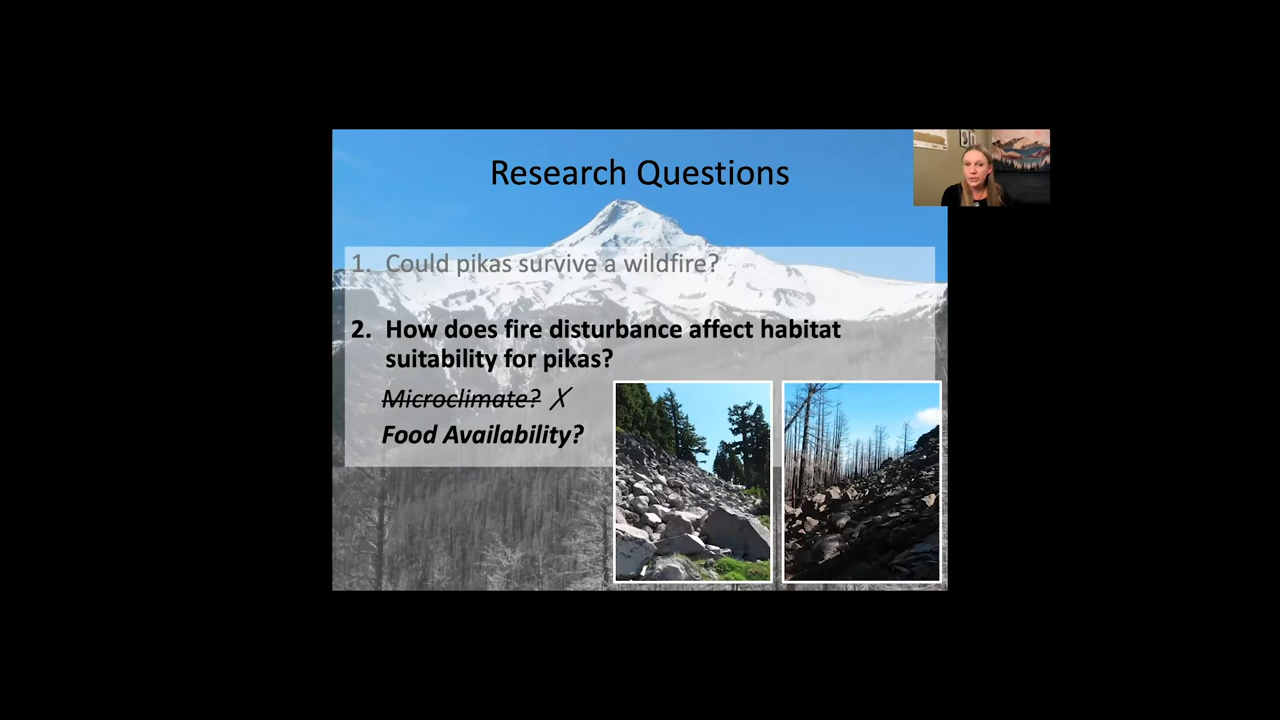 Research Questions
1. Could pikas survive a wildfire?
2. How does fire disturbance affect habitat
suitability for pikas?
Microclimate? X
Food Availability?